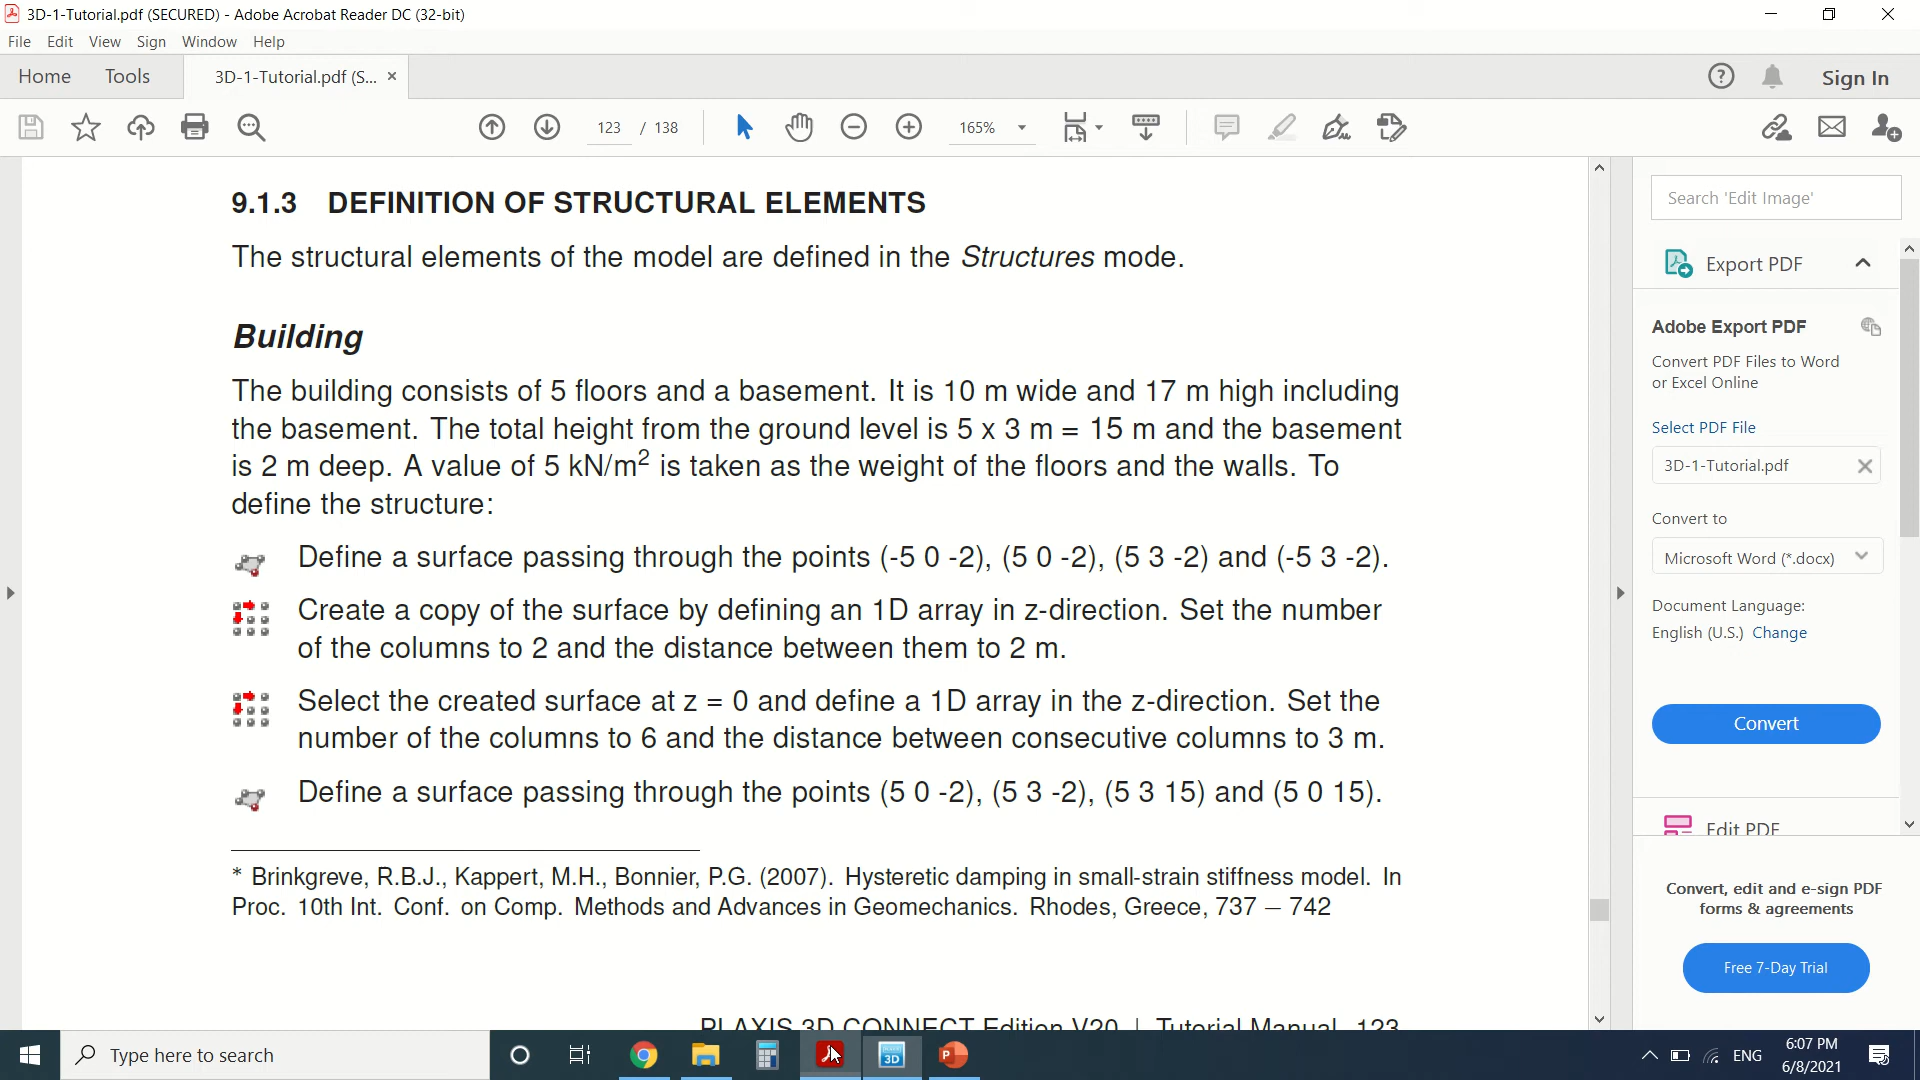 3D-1-Tutorial.pdf (SECURED) - Adobe Acrobat Reader DC (32-bit)
File Edit View Sign Window Help
Home Tools 3D-1-Tutorial.pdf (S... × Sign In
123 / 138 165%
9.1.3 DEFINITION OF STRUCTURAL ELEMENTS
The structural elements of the model are defined in the Structures mode.
Building
The building consists of 5 floors and a basement. It is 10 m wide and 17 m high including
the basement. The total height from the ground level is 5 x 3 m = 15 m and the basement
is 2 m deep. A value of 5 kN/m² is taken as the weight of the floors and the walls. To
define the structure:
Define a surface passing through the points (-5 0 -2), (5 0 -2), (5 3 -2) and (-5 3 -2).
Create a copy of the surface by defining an 1D array in z-direction. Set the number
of the columns to 2 and the distance between them to 2 m.
Select the created surface at z = 0 and define a 1D array in the z-direction. Set the
number of the columns to 6 and the distance between consecutive columns to 3 m.
Define a surface passing through the points (5 0 -2), (5 3 -2), (5 3 15) and (5 0 15).
* Brinkgreve, R.B.J., Kappert, M.H., Bonnier, P.G. (2007). Hysteretic damping in small-strain stiffness model. In
Proc. 10th Int. Conf. on Comp. Methods and Advances in Geomechanics. Rhodes, Greece, 737 – 742
PLAXIS 3D CONNECT Edition V20 | Tutorial Manual 123
Search 'Edit Image'
Export PDF
Adobe Export PDF
Convert PDF Files to Word
or Excel Online
Select PDF File
3D-1-Tutorial.pdf
Convert to
Microsoft Word (*.docx)
Document Language:
English (U.S.) Change
Convert
Edit PDF
Convert, edit and e-sign PDF
forms & agreements
Free 7-Day Trial
Type here to search
3D
P
ENG
6:07 PM
6/8/2021